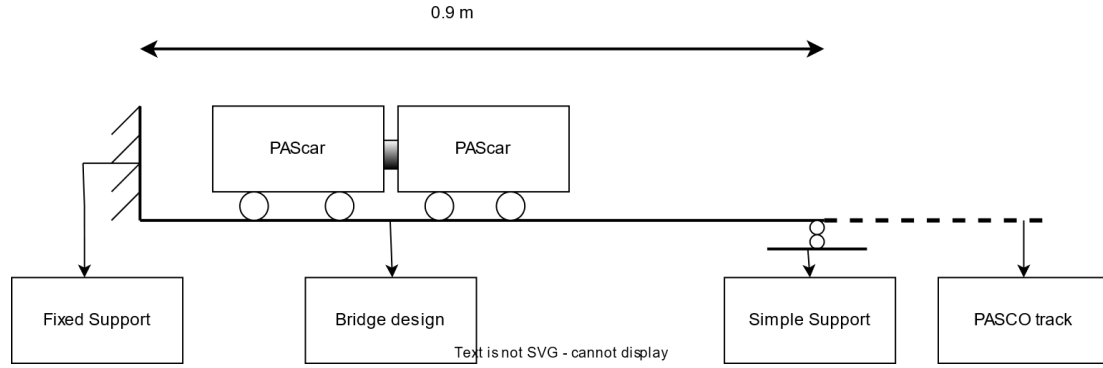 0.9 m
PAScar
PAScar
Fixed Support
Bridge design
Simple Support
PASCO track
Text is not SVG - cannot display